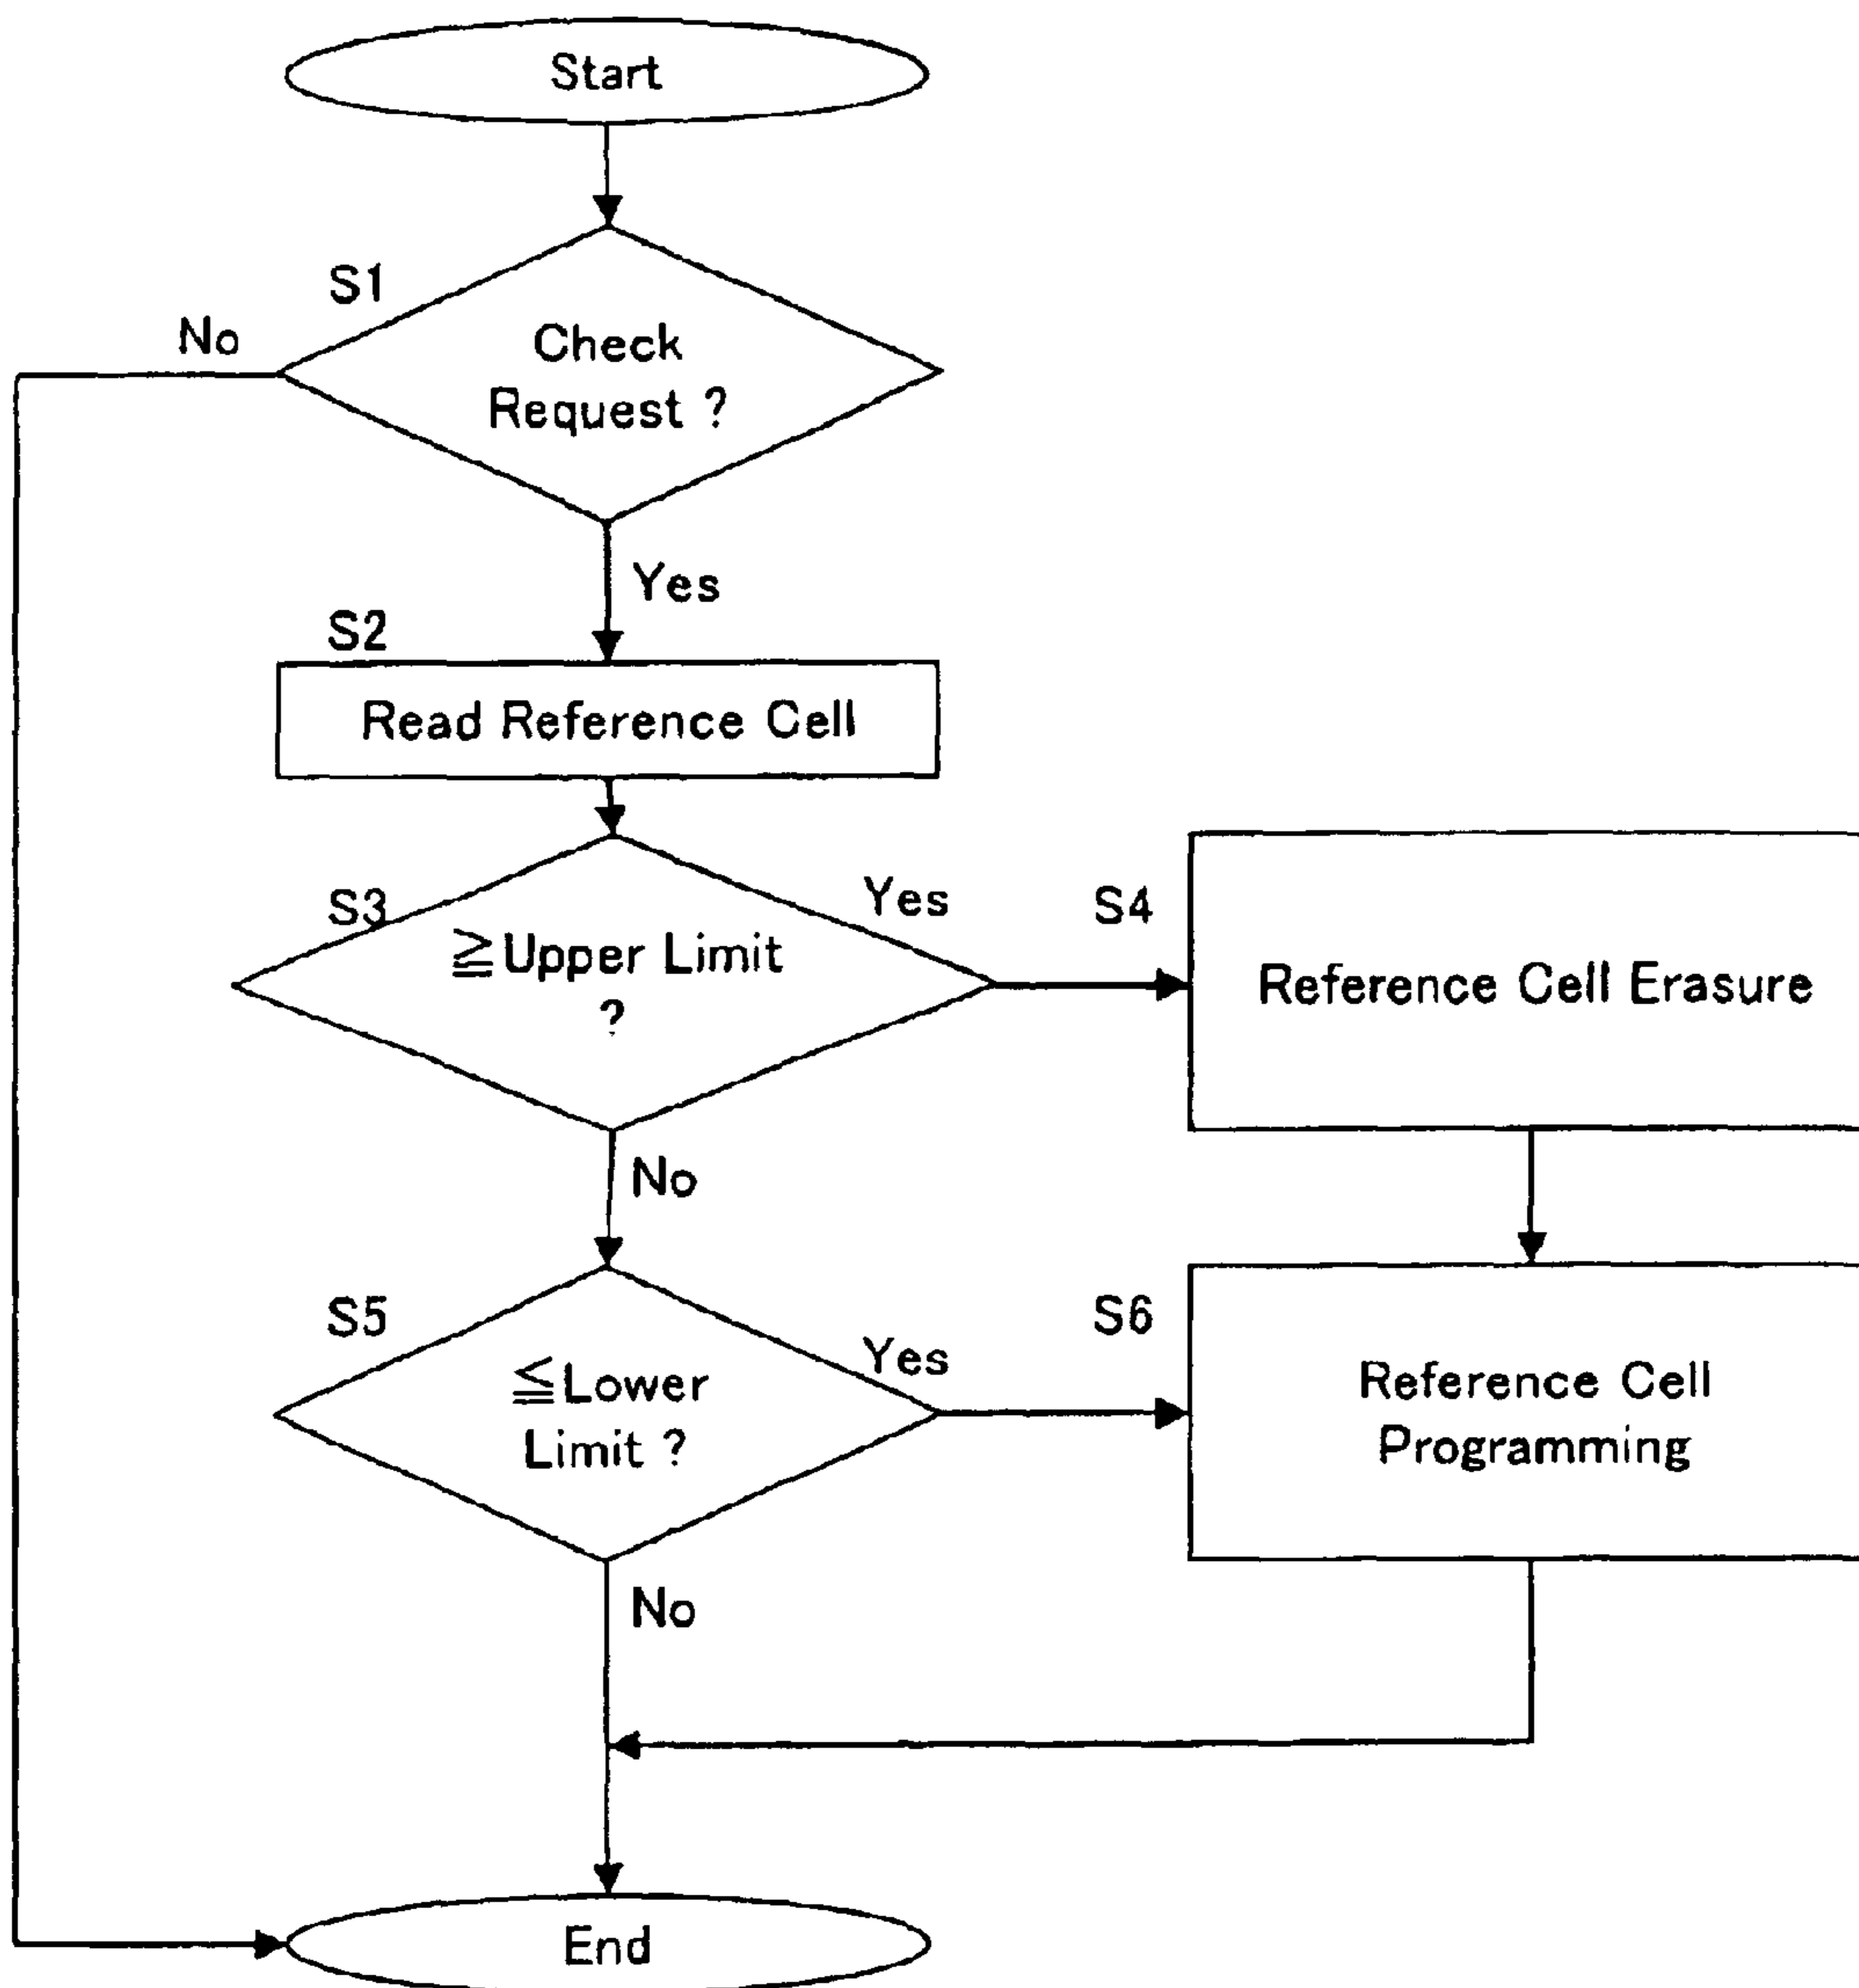 Start
S1
No
Check
Request ?
Yes
S2
Read Reference Cell
S3
Yes
≧Upper Limit
?
S4
Reference Cell Erasure
No
S5
Yes
≦Lower
Limit ?
S6
Reference Cell
Programming
No
End